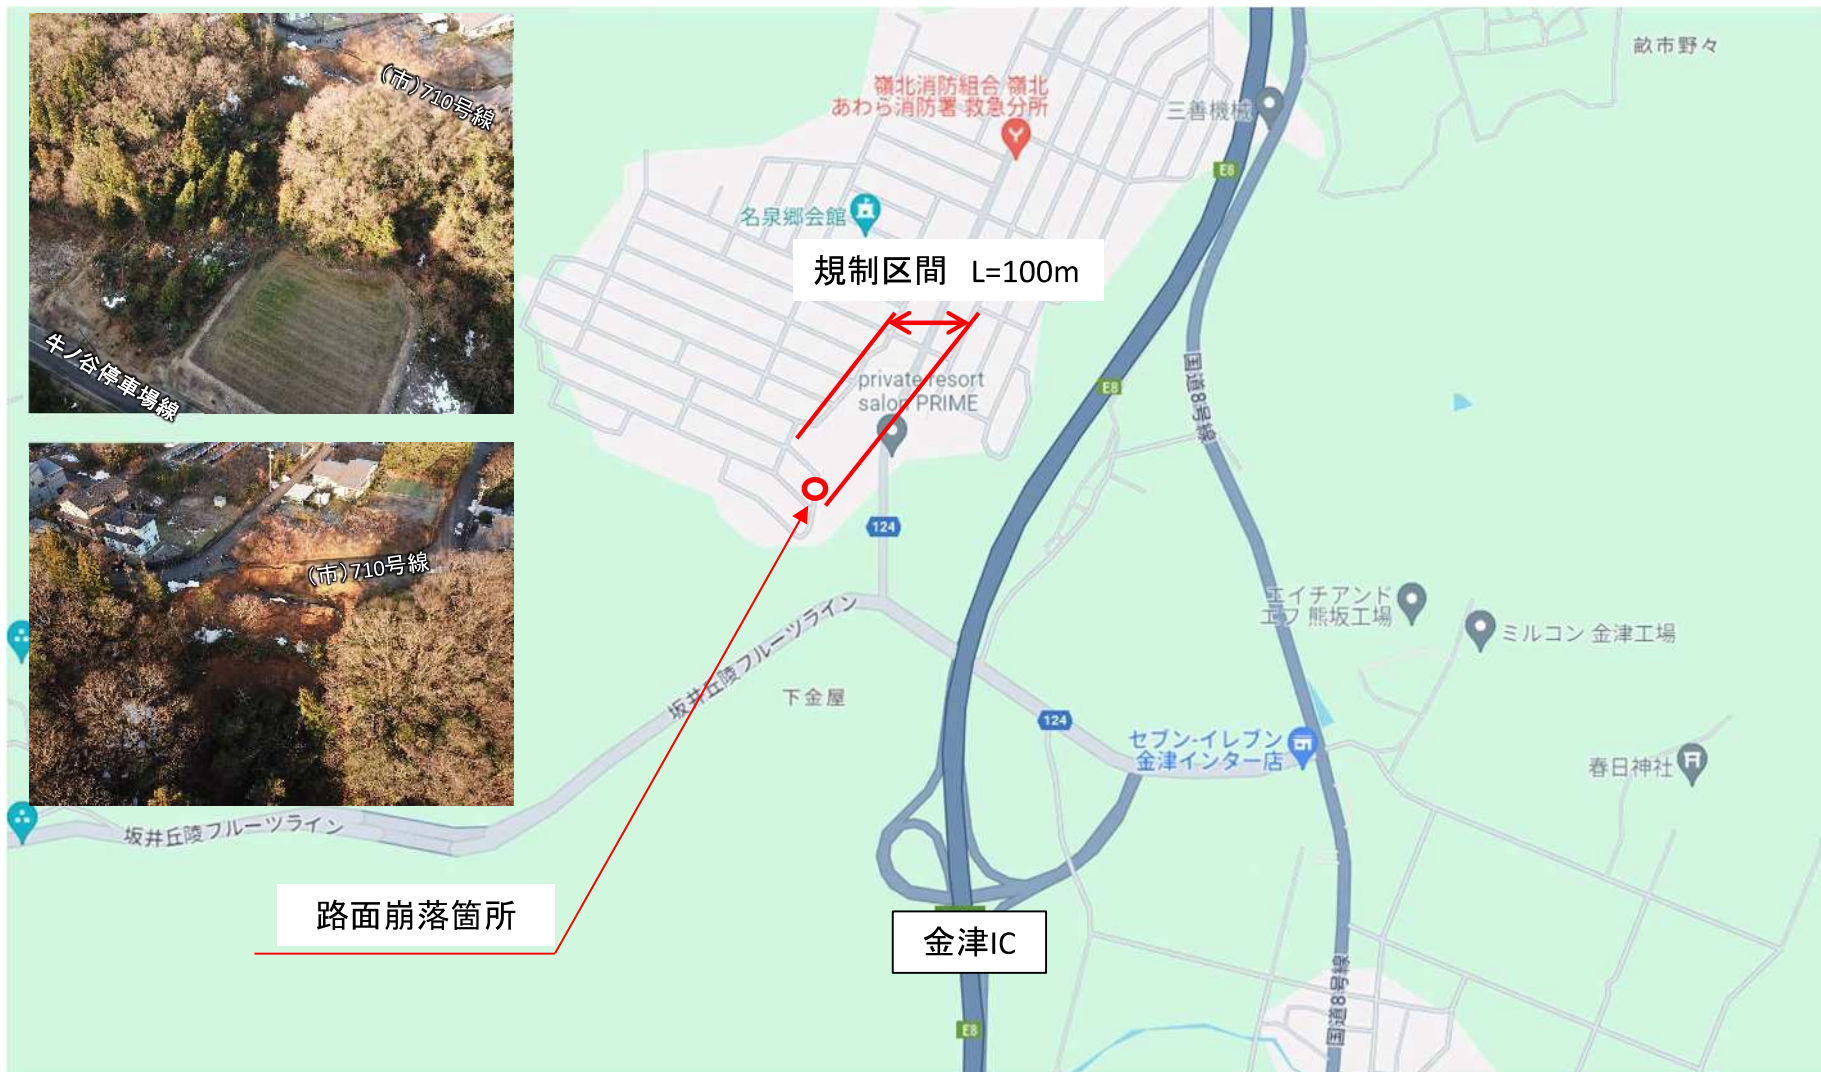 (市)710号線
牛ノ谷停車場線
(市)710号線
畝市野々
嶺北消防組合 嶺北
あわら消防署 救急分所
三善機械
E8
名泉郷会館
規制区間 L=100m
private resort
salon PRIME
E8
国道8号線
124
坂井丘陵フルーツライン
エイチアンド
エフ 熊坂工場
ミルコン 金津工場
下金屋
124
セブン-イレブン
金津インター店
春日神社
坂井丘陵フルーツライン
路面崩落箇所
金津IC
国道8号線
E8